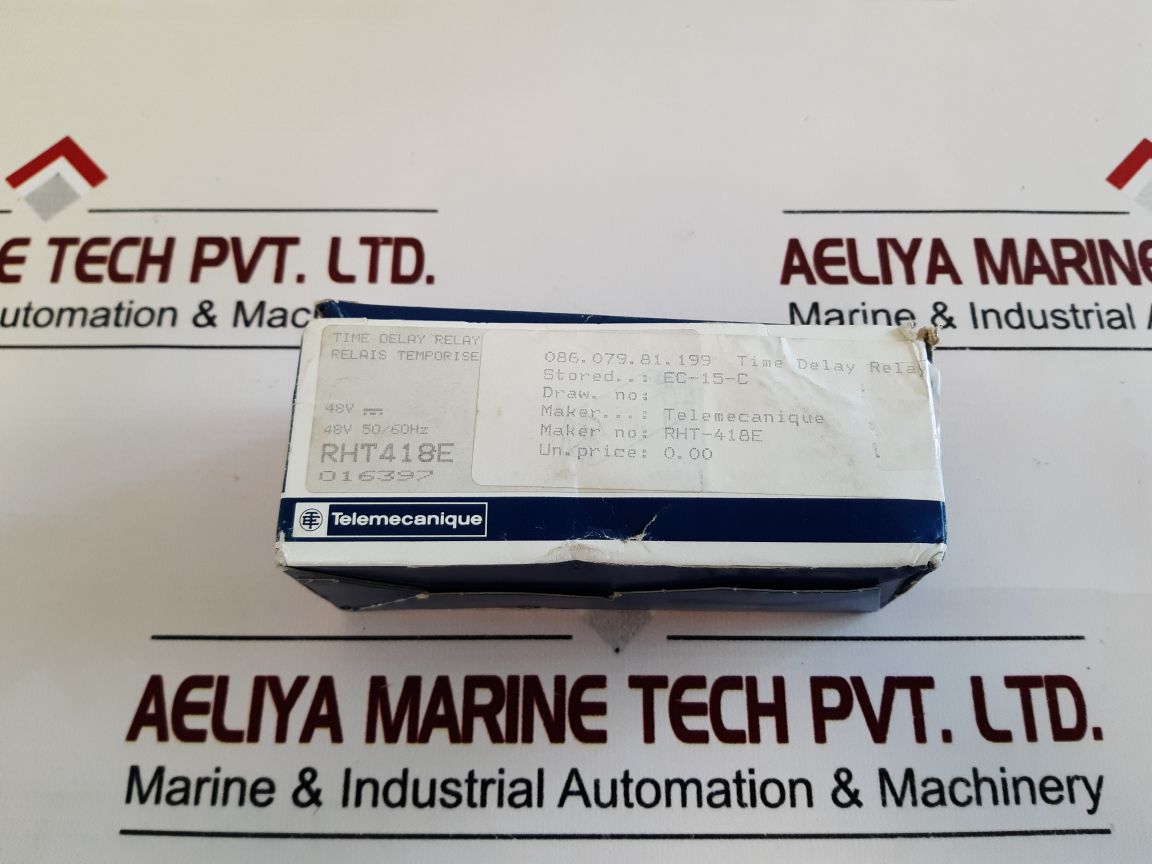 E TECH PVT. LTD.
utomation & Mac
AELIYA MARINE
Marine & Industrial A
TIME DELAY RELAY
RELAIS TEMPORISE
48V
48V 50/60Hz
RHT418E
016397
086.079.81.199 Time Delay Relay
Stored..: EC-15-C
Draw. no:
Maker...: Telemecanique
Maker no: RHT-418E
Un.price: 0.00
TE Telemecanique
AELIYA MARINE TECH PVT. LTD.
Marine & Industrial Automation & Machinery